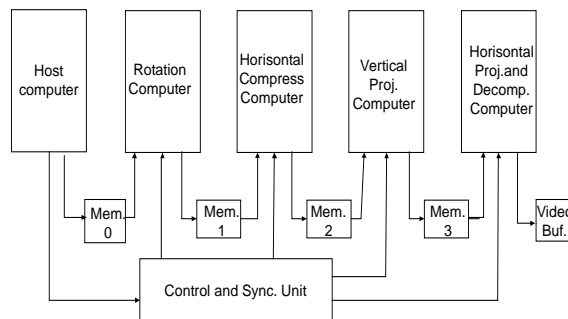 Host
computer
Rotation
Computer
Horisontal
Compress
Computer
Vertical
Proj.
Computer
Horisontal
Proj.and
Decomp.
Computer
Mem.
0
Mem.
1
Mem.
2
Mem.
3
Video
Buf.
Control and Sync. Unit